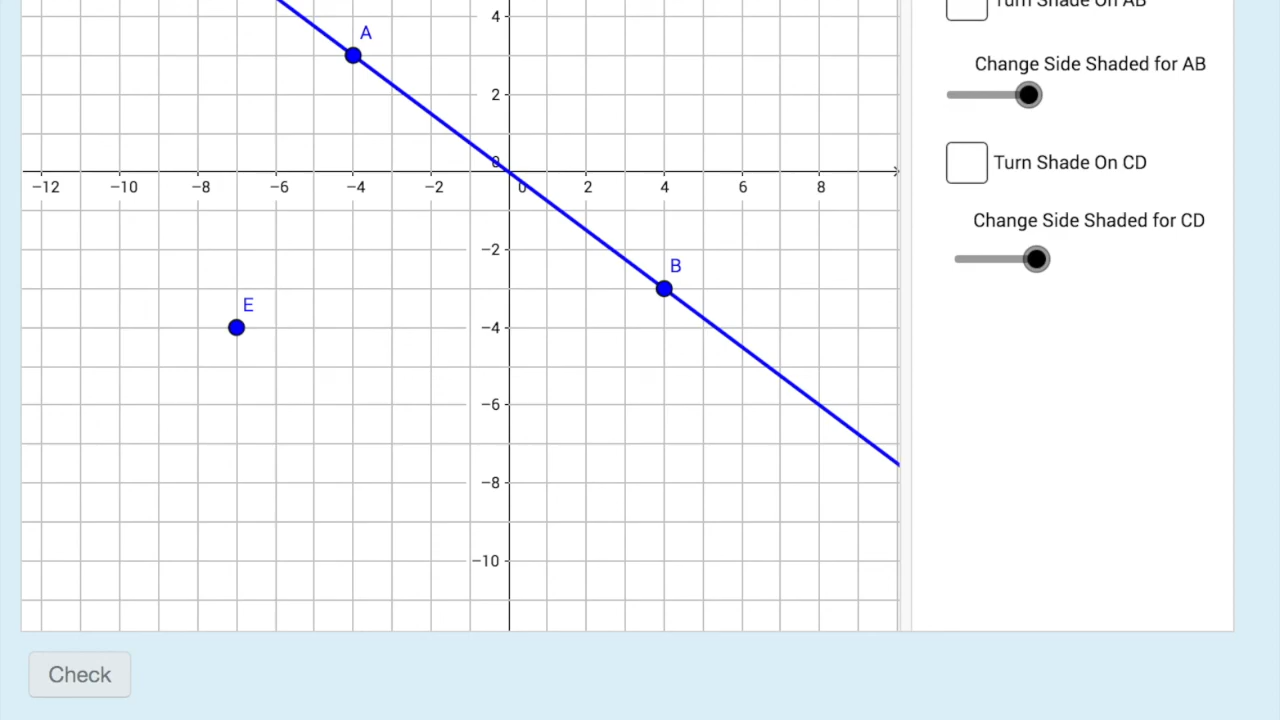 Turn Shade On AB
4
A
Change Side Shaded for AB
2
0
Turn Shade On CD
−12 −10 −8 −6 −4 −2 0 2 4 6 8
Change Side Shaded for CD
−2
B
E
−4
−6
−8
−10
Check